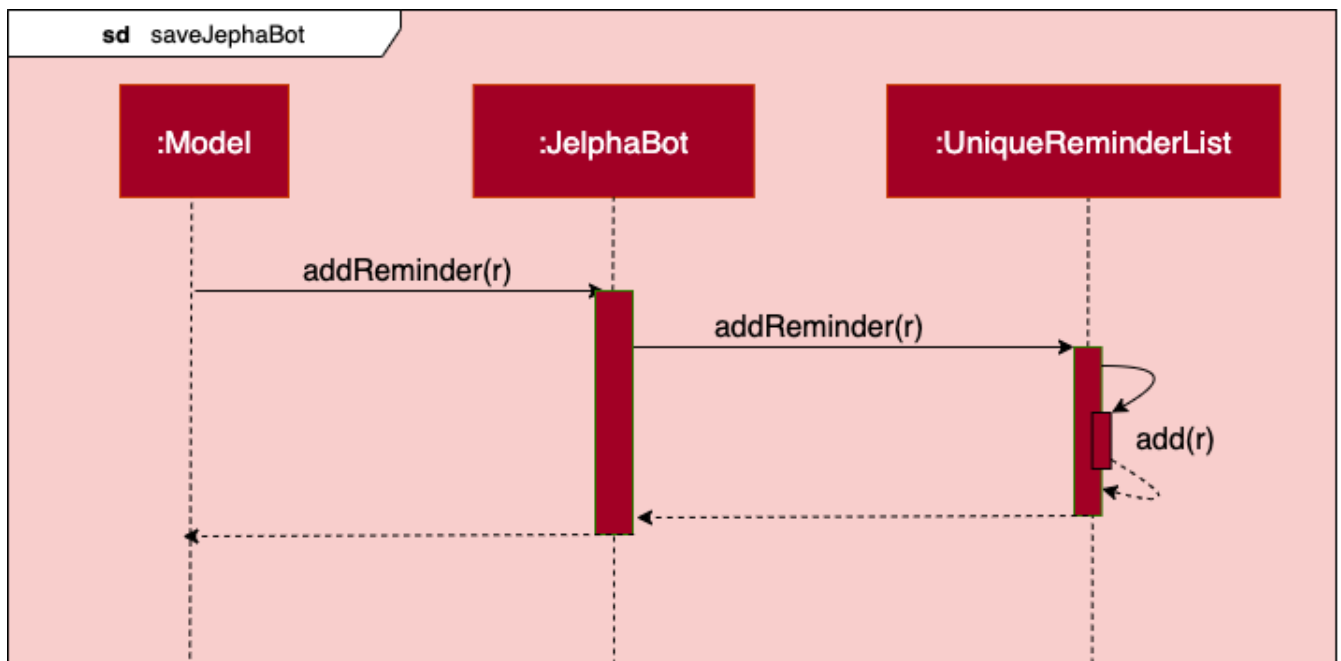 sd saveJephaBot
:Model
:JelphaBot
:UniqueReminderList
addReminder(r)
addReminder(r)
add(r)